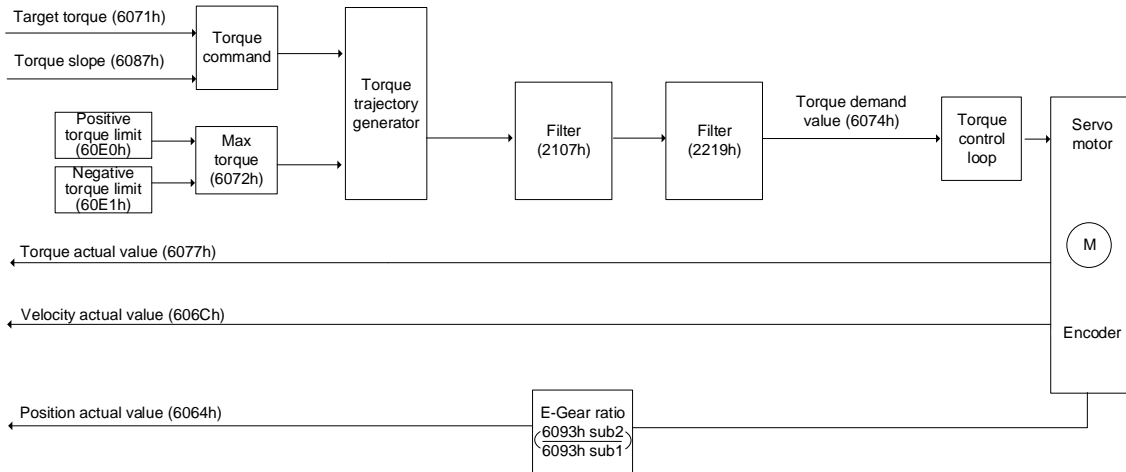 Target torque (6071h)
Torque slope (6087h)
Torque
command
Positive
torque limit
(60E0h)
Negative
torque limit
(60E1h)
Max
torque
(6072h)
Torque
trajectory
generator
Filter
(2107h)
Filter
(2219h)
Torque demand
value (6074h)
Torque
control
loop
Servo
motor
M
Encoder
Torque actual value (6077h)
Velocity actual value (606Ch)
Position actual value (6064h)
E-Gear ratio
(6093h sub2
6093h sub1)